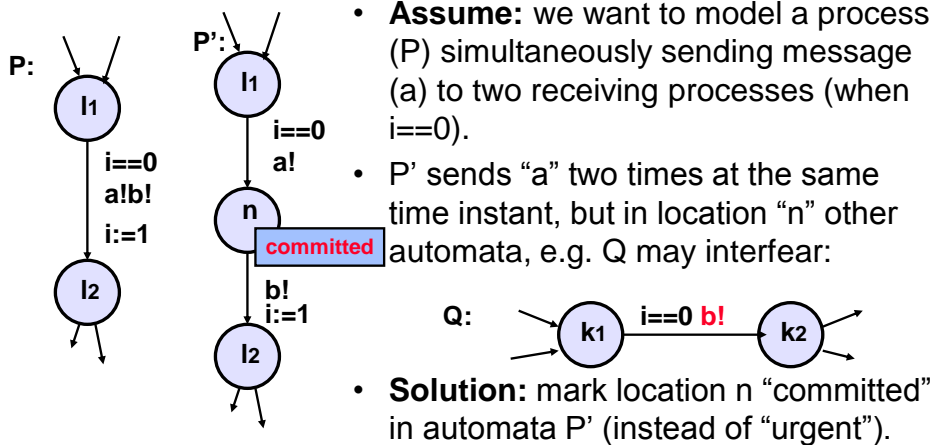 P:
l1
i==0
a!b!
i:=1
l2
P’:
l1
i==0
a!
n
committed
b!
i:=1
l2
• Assume: we want to model a process
(P) simultaneously sending message
(a) to two receiving processes (when
i==0).
• P’ sends “a” two times at the same
time instant, but in location “n” other
automata, e.g. Q may interfear:
Q:
k1
i==0 b!
k2
• Solution: mark location n “committed”
in automata P’ (instead of “urgent”).